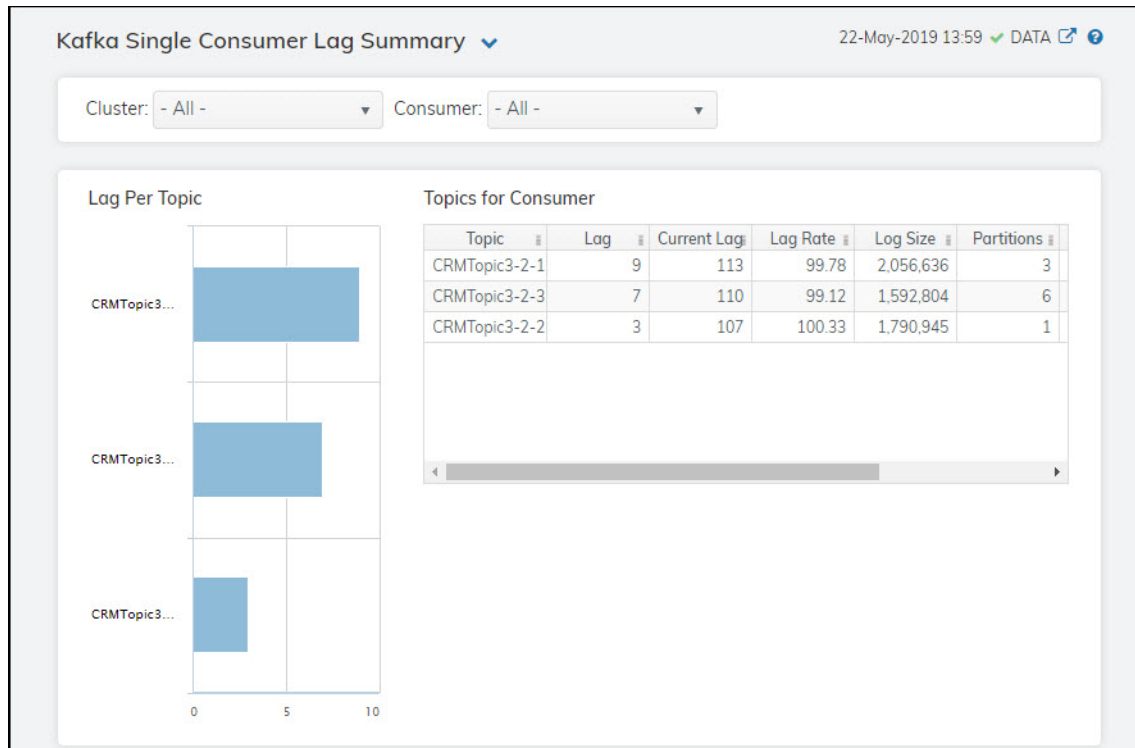 Kafka Single Consumer Lag Summary
22-May-2019 13:59 DATA
Cluster: - All - Consumer: - All -
Lag Per Topic
CRMTopic3...
CRMTopic3...
CRMTopic3...
0 5 10
Topics for Consumer
Topic Lag Current Lag Lag Rate Log Size Partitions
CRMTopic3-2-1 9 113 99.78 2,056,636 3
CRMTopic3-2-3 7 110 99.12 1,592,804 6
CRMTopic3-2-2 3 107 100.33 1,790,945 1